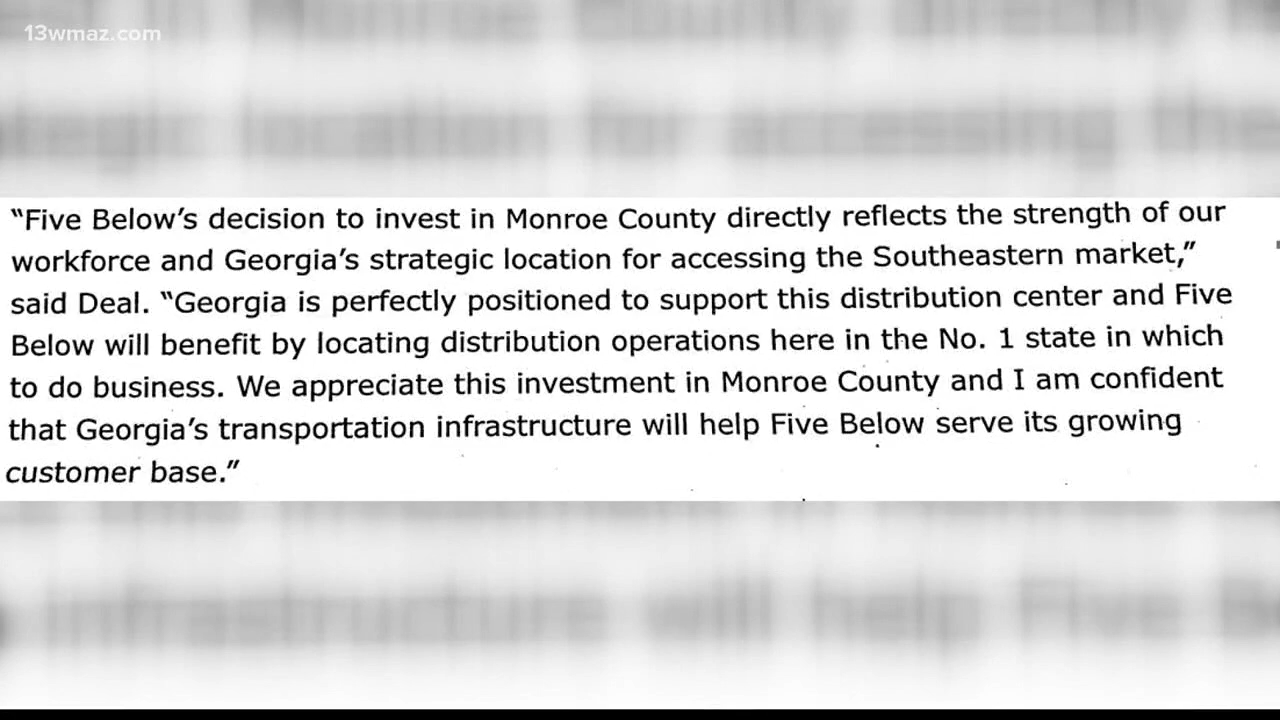 13wmaz.com
“Five Below’s decision to invest in Monroe County directly reflects the strength of our
workforce and Georgia’s strategic location for accessing the Southeastern market,”
said Deal. “Georgia is perfectly positioned to support this distribution center and Five
Below will benefit by locating distribution operations here in the No. 1 state in which
to do business. We appreciate this investment in Monroe County and I am confident
that Georgia’s transportation infrastructure will help Five Below serve its growing
customer base.”